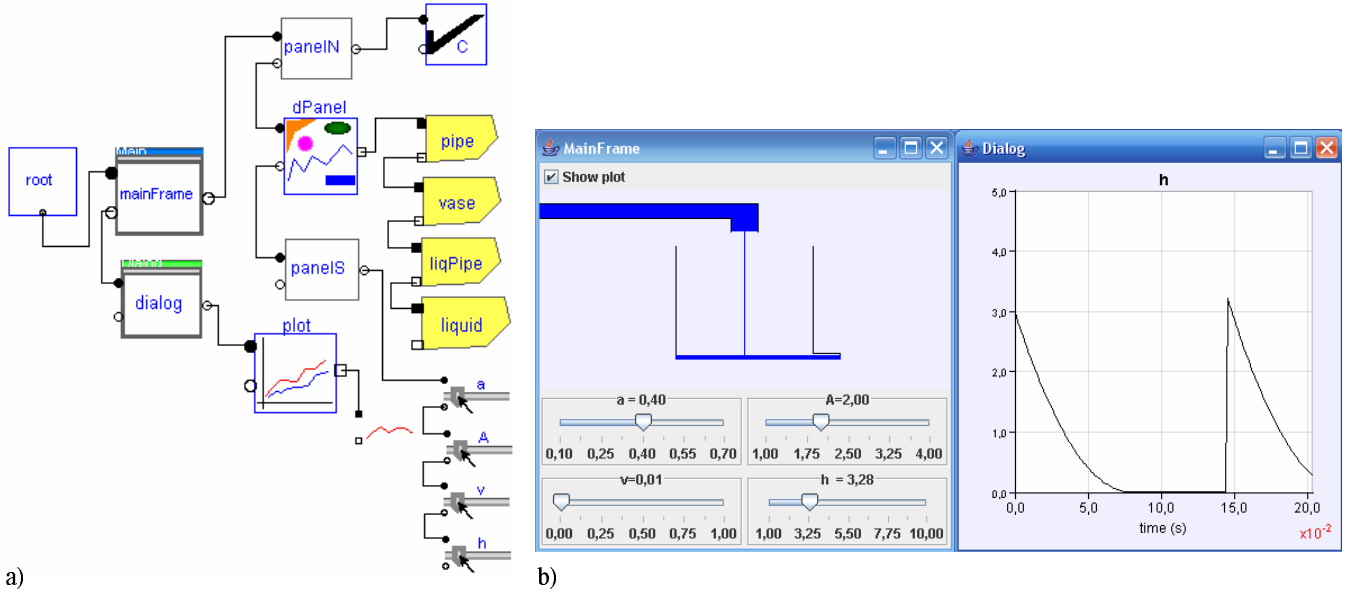 panelN
C
dPanel
pipe
Main
root
mainFrame
vase
panelS
liqPipe
Dialog
dialog
plot
liquid
a
A
v
h
a)
MainFrame
Show plot
a = 0,40
0,10 0,25 0,40 0,55 0,70
A=2,00
1,00 1,75 2,50 3,25 4,00
v=0,01
0,00 0,25 0,50 0,75 1,00
h = 3,28
1,00 3,25 5,50 7,75 10,00
Dialog
h
5,0
4,0
3,0
2,0
1,0
0,0
0,0 5,0 10,0 15,0 20,0
time (s)
x10-2
b)